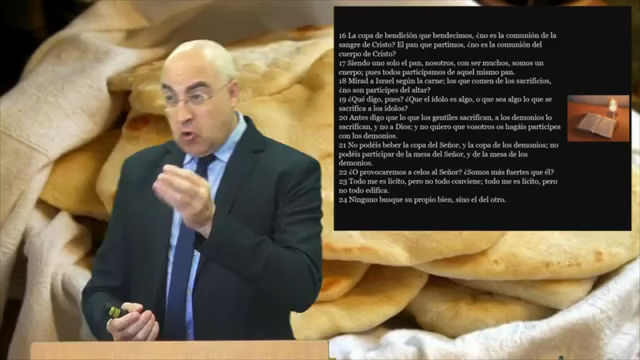 16 La copa de bendición que bendecimos, ¿no es la comunión de la
sangre de Cristo? El pan que partimos, ¿no es la comunión del
cuerpo de Cristo?
17 Siendo uno solo el pan, nosotros, con ser muchos, somos un
cuerpo; pues todos participamos de aquel mismo pan.
18 Mirad a Israel según la carne; los que comen de los sacrificios,
¿no son partícipes del altar?
19 ¿Qué digo, pues? ¿Que el ídolo es algo, o que sea algo lo que se
sacrifica a los ídolos?
20 Antes digo que lo que los gentiles sacrifican, a los demonios lo
sacrifican, y no a Dios; y no quiero que vosotros os hagáis partícipes
con los demonios.
21 No podéis beber la copa del Señor, y la copa de los demonios; no
podéis participar de la mesa del Señor, y de la mesa de los
demonios.
22 ¿O provocaremos a celos al Señor? ¿Somos más fuertes que él?
23 Todo me es lícito, pero no todo conviene; todo me es lícito, pero
no todo edifica.
24 Ninguno busque su propio bien, sino el del otro.